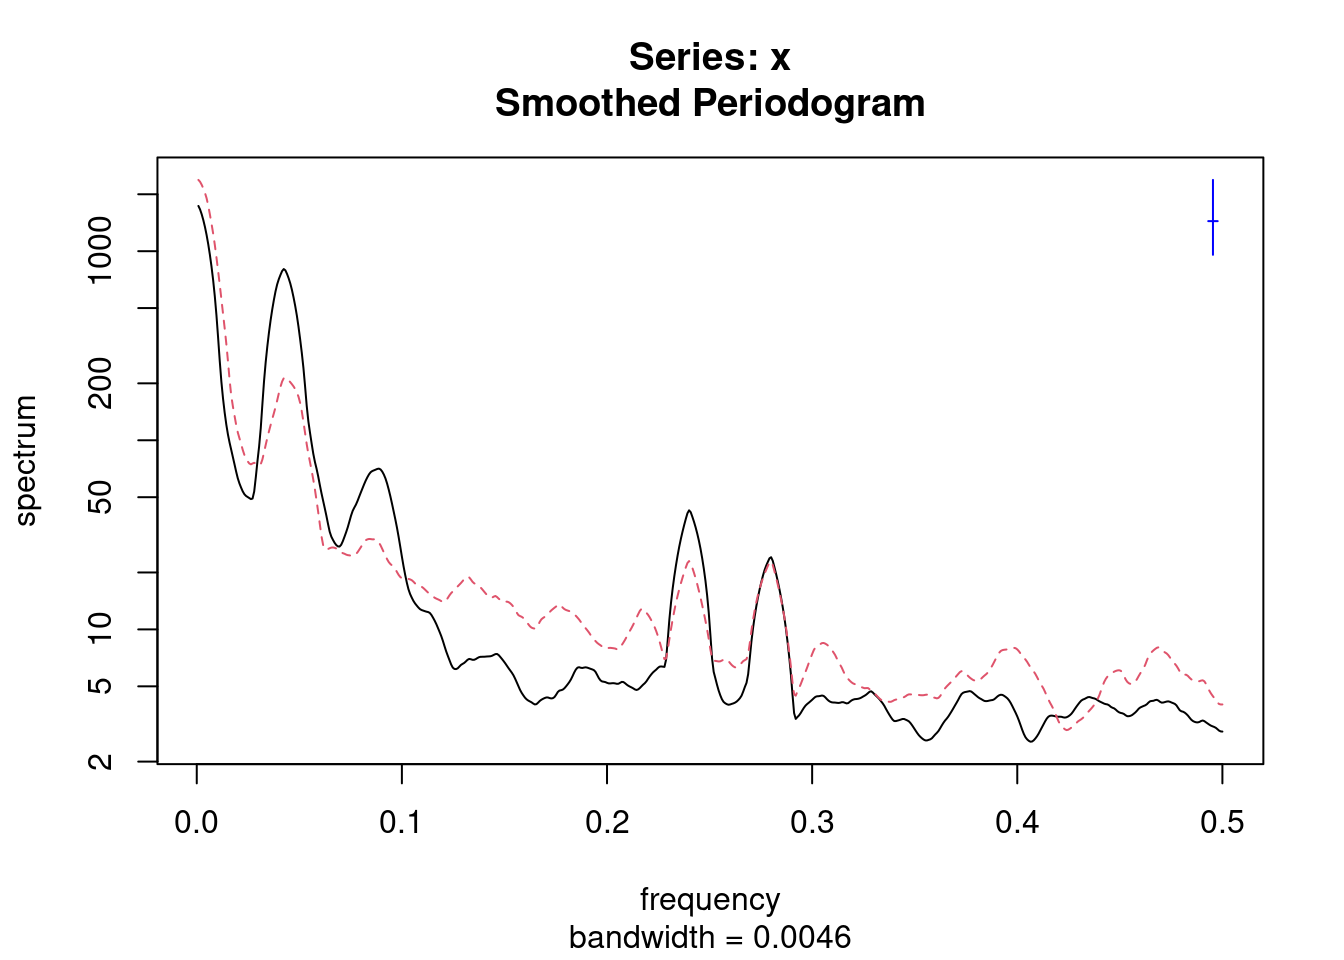 Series: x
Smoothed Periodogram
spectrum
1000
200
50
10
5
2
0.0 0.1 0.2 0.3 0.4 0.5
frequency
bandwidth = 0.0046